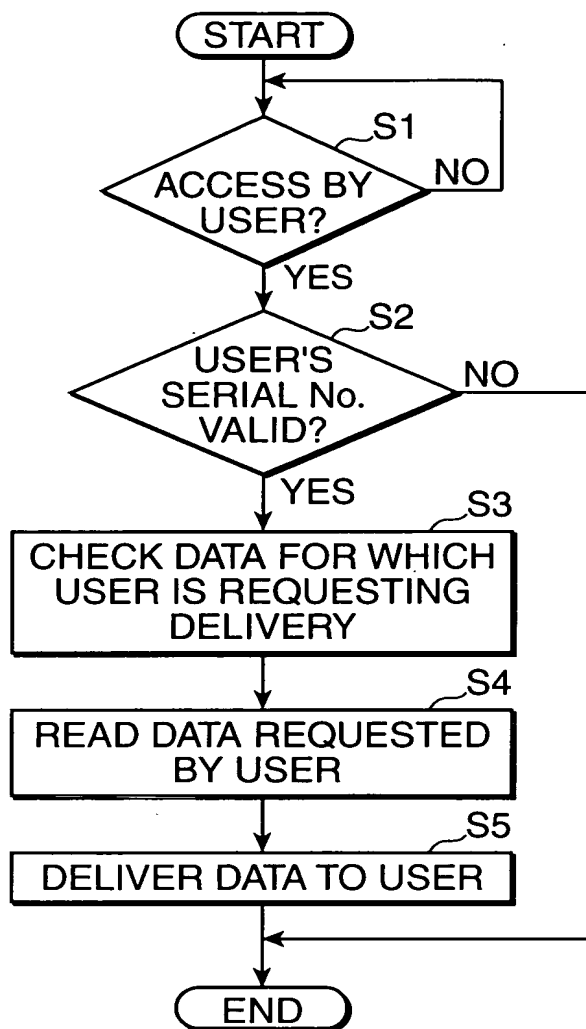 START
S1
ACCESS BY
USER?
NO
YES
S2
USER'S
SERIAL No.
VALID?
NO
YES
S3
CHECK DATA FOR WHICH
USER IS REQUESTING
DELIVERY
S4
READ DATA REQUESTED
BY USER
S5
DELIVER DATA TO USER
END